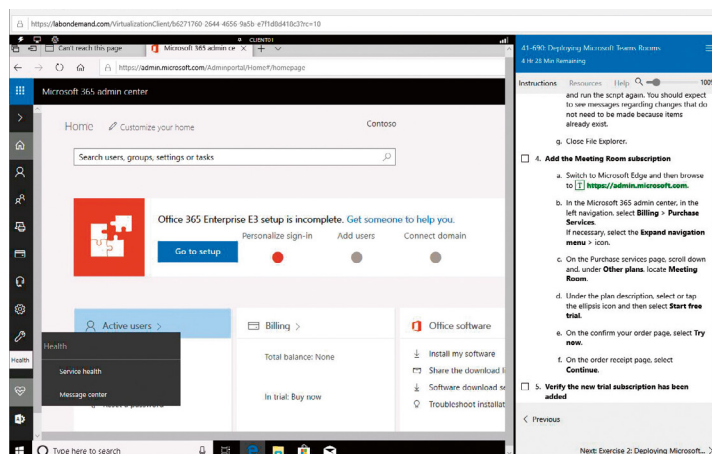 https://labondemand.com/VirtualizationClient/b6271760-2644-4656-9a5b-e7f1d8d418c3?rc=10
CLIENT01
Can't reach this page
Microsoft 365 admin ce
https://admin.microsoft.com/Adminportal/Home#/homepage
Microsoft 365 admin center
Home
Customize your home
Contoso
Search users, groups, settings or tasks
Office 365 Enterprise E3 setup is incomplete. Get someone to help you.
Go to setup
Personalize sign-in
Add users
Connect domain
Active users >
Billing >
Total balance: None
In trial: Buy now
Office software
Install my software
Share the download l
Software download se
Troubleshoot installat
Health
Health
Service health
Message center
Type here to search
41-690: Deploying Microsoft Teams Rooms
4 Hr 28 Min Remaining
Instructions
Resources
Help
100%
and run the script again. You should expect
to see messages regarding changes that do
not need to be made because items
already exist.
g. Close File Explorer.
4. Add the Meeting Room subscription
a. Switch to Microsoft Edge and then browse
to T https://admin.microsoft.com.
b. In the Microsoft 365 admin center, in the
left navigation, select Billing > Purchase
Services.
If necessary, select the Expand navigation
menu > icon.
c. On the Purchase services page, scroll down
and, under Other plans, locate Meeting
Room.
d. Under the plan description, select or tap
the ellipsis icon and then select Start free
trial.
e. On the confirm your order page, select Try
now.
f. On the order receipt page, select
Continue.
5. Verify the new trial subscription has been
added
< Previous
Next: Exercise 2: Deploying Microsoft... >